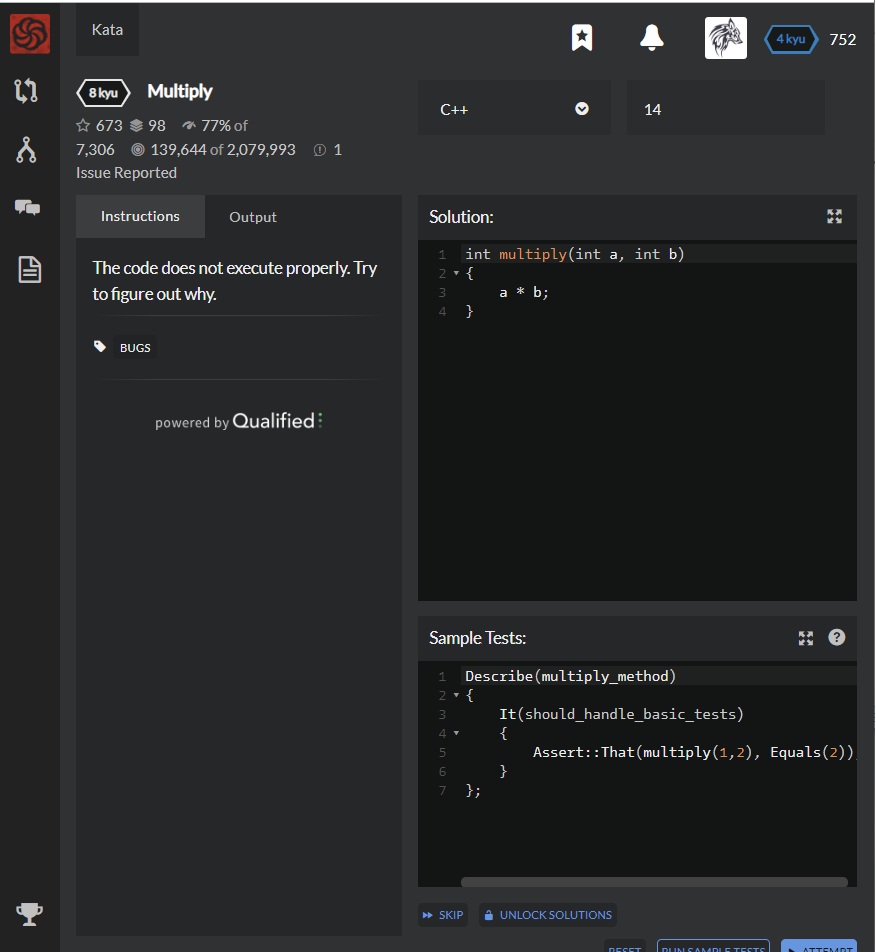 Kata
4 kyu 752
8 kyu Multiply
673 98 77% of
7,306 139,644 of 2,079,993 1
Issue Reported
C++
14
Instructions
Output
The code does not execute properly. Try
to figure out why.
BUGS
powered by Qualified
Solution:
1 int multiply(int a, int b)
2 {
3     a * b;
4 }
Sample Tests:
1 Describe(multiply_method)
2 {
3     It(should_handle_basic_tests)
4     {
5         Assert::That(multiply(1,2), Equals(2))
6     }
7 };
SKIP
UNLOCK SOLUTIONS
RESET
RUN SAMPLE TESTS
ATTEMPT